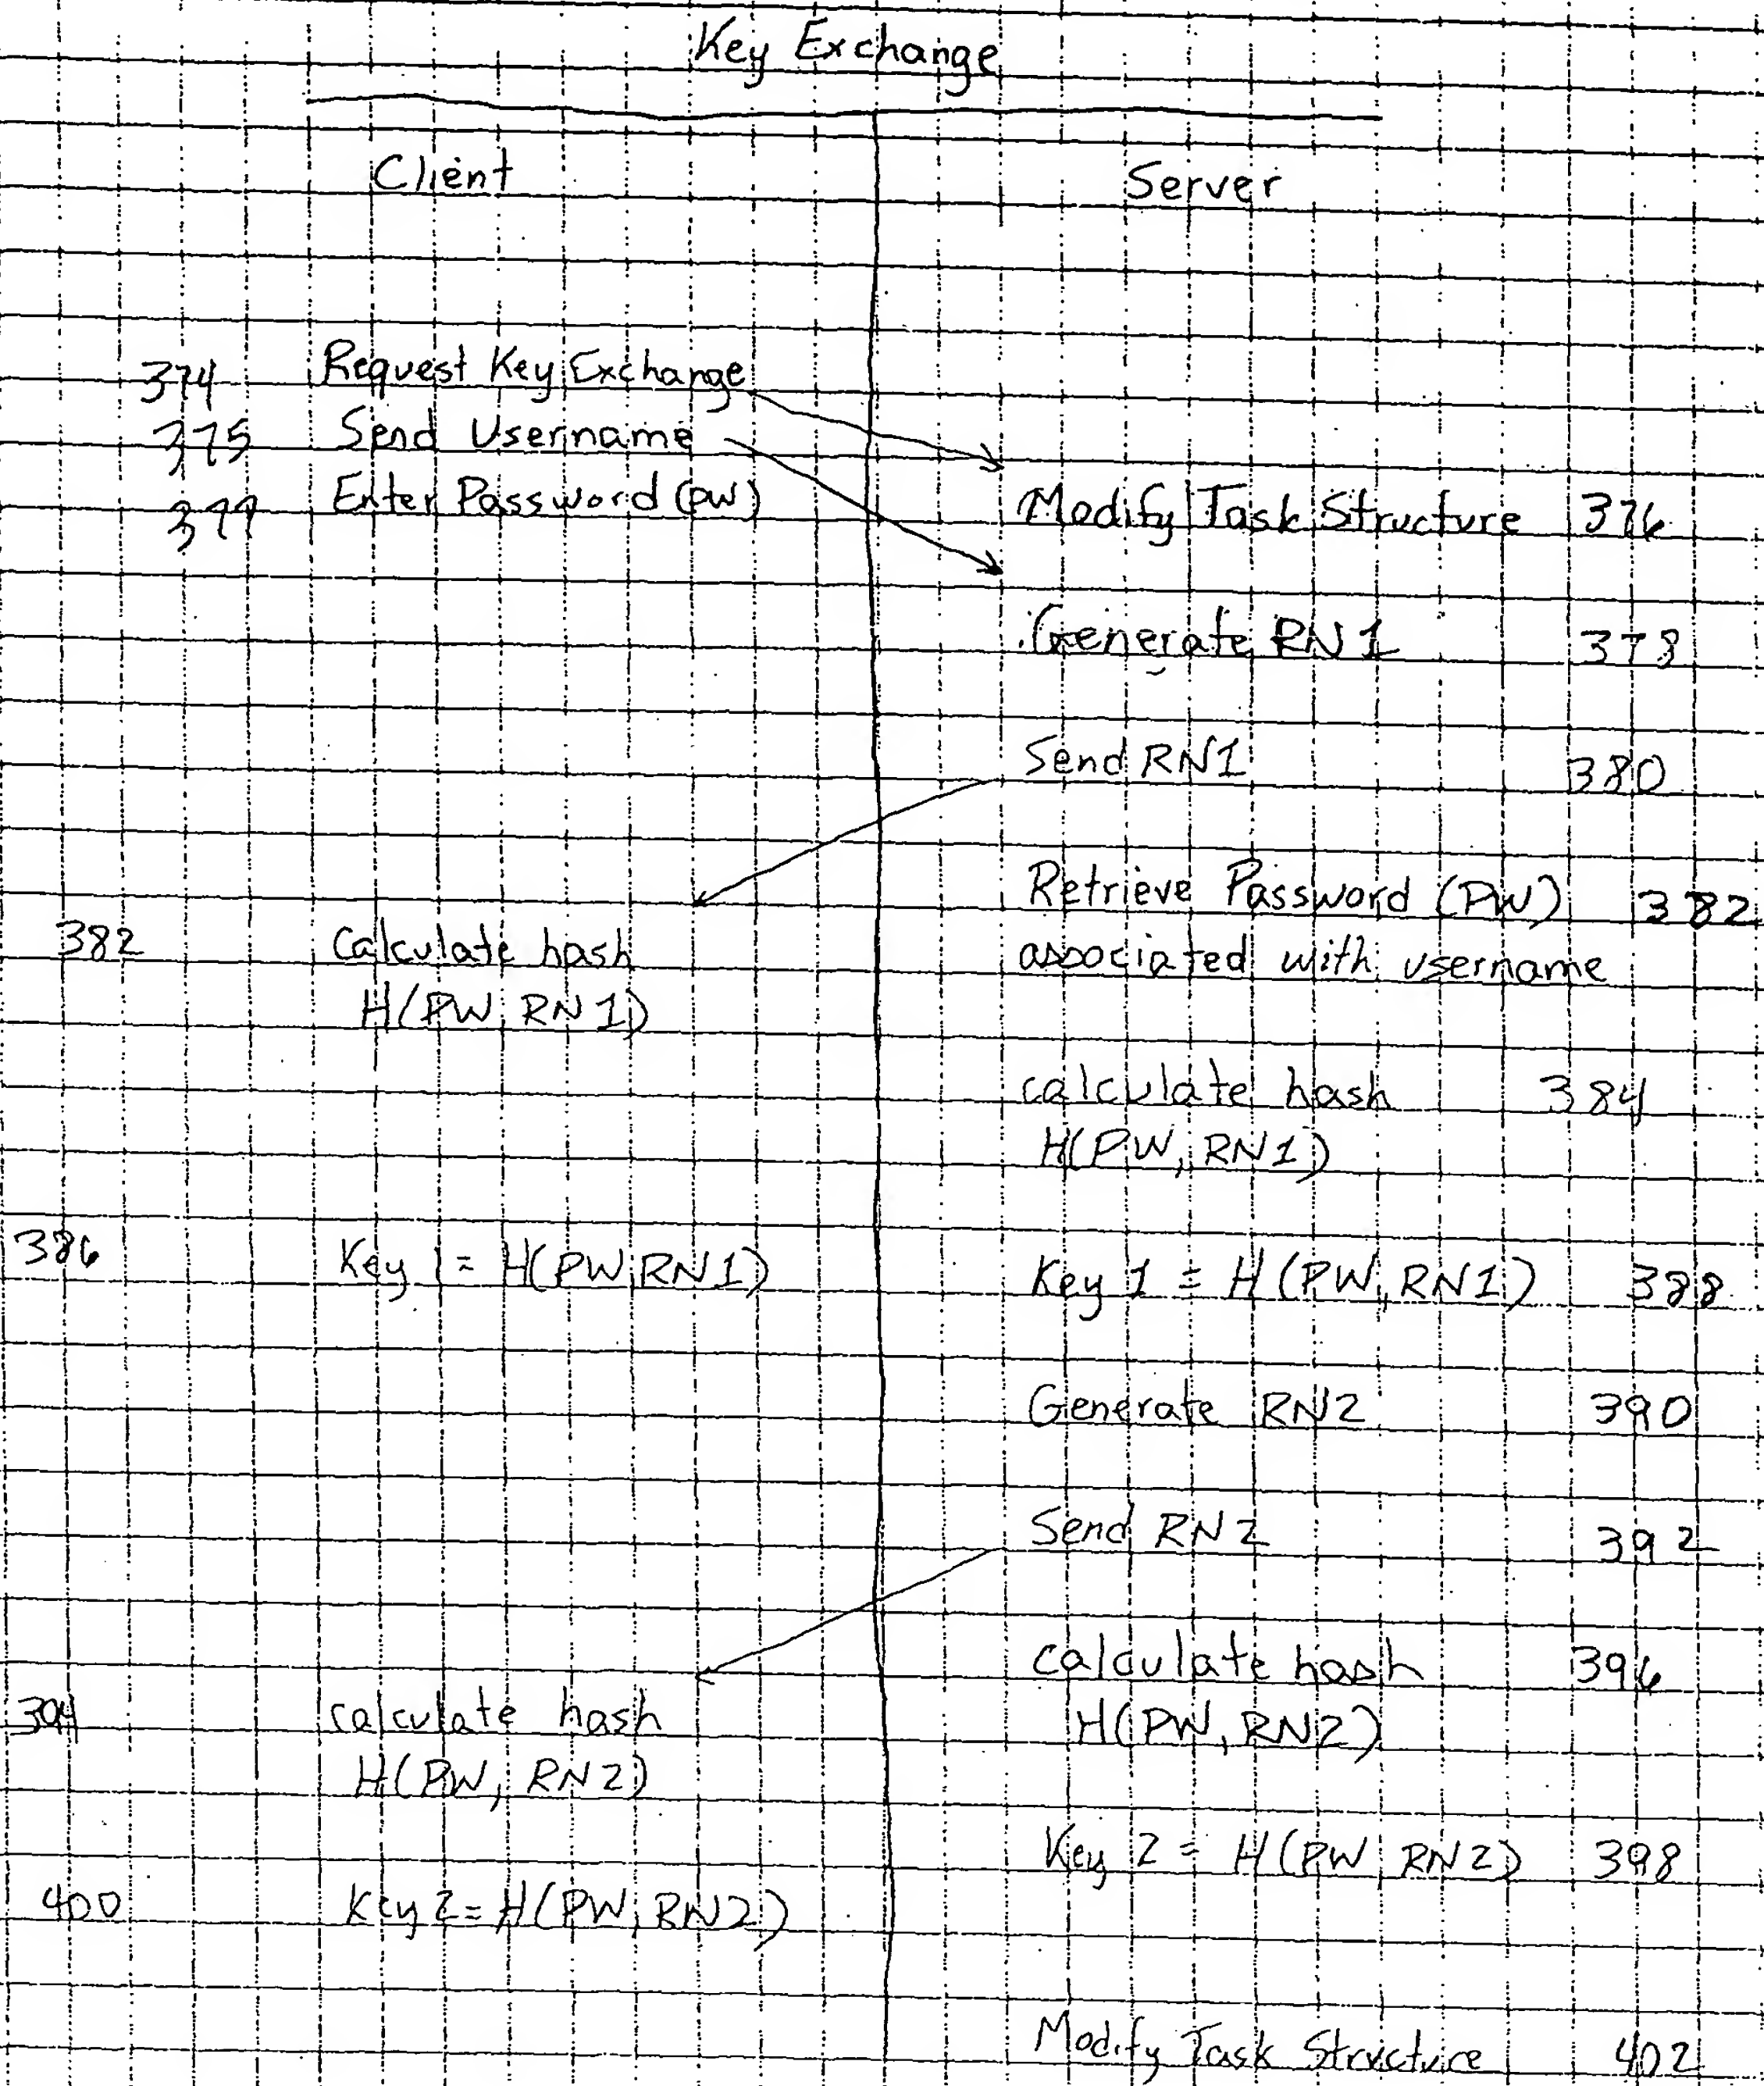 Key Exchange
Client
Server
374 Request Key Exchange
375 Send Username
377 Enter Password (PW)
Modify Task Structure 376
Generate RN1 378
Send RN1 380
Retrieve Password (PW) 382
associated with username
382 Calculate hash
H(PW, RN1)
calculate hash 384
H(PW, RN1)
386 Key 1 = H(PW, RN1)
Key 1 = H(PW, RN1) 388
Generate RN2 390
Send RN2 392
calculate hash 396
H(PW, RN2)
394 calculate hash
H(PW, RN2)
Key 2 = H(PW, RN2) 398
400 Key 2 = H(PW, RN2)
Modify Task Structure 402